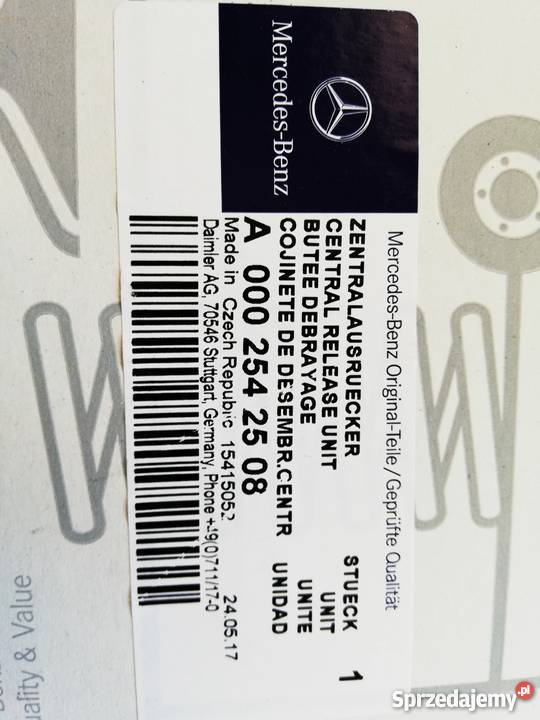 Mercedes-Benz
Mercedes-Benz Original-Teile / Geprüfte Qualität
ZENTRALAUSRUECKER STUECK 1
CENTRAL RELEASE UNIT UNIT
BUTEE DEBRAYAGE UNITE
COJINETE DE DESEMBR.CENTR UNIDAD
A 000 254 25 08
Made in Czech Republic 15415052 24.05.17
Daimler AG, 70546 Stuttgart, Germany, Phone +49(0)711/17-0
Quality & Value
Sprzedajemy.pl